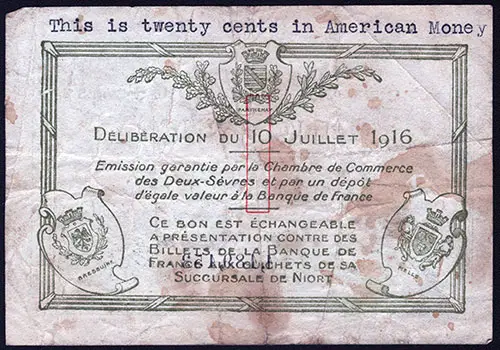 This is twenty cents in American Money
PARTHENAY
DÉLIBÉRATION DU 10 JUILLET 1916
Emission garantie par la Chambre de Commerce
des Deux-Sèvres et par un dépôt
d'égale valeur à la Banque de France
CE BON EST ÉCHANGEABLE
A PRÉSENTATION CONTRE DES
BILLETS DE LA BANQUE DE
FRANCE AUX GUICHETS DE SA
SUCCURSALE DE NIORT
BRESSUIRE
MELLE